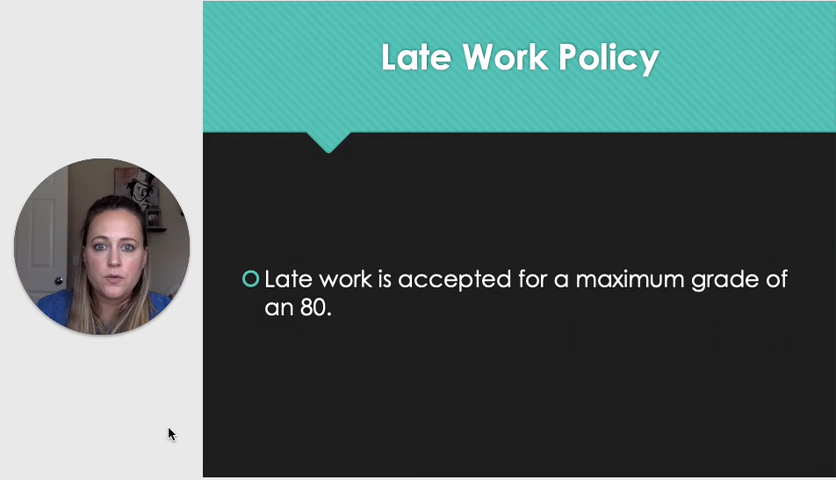 Late Work Policy
Late work is accepted for a maximum grade of
an 80.